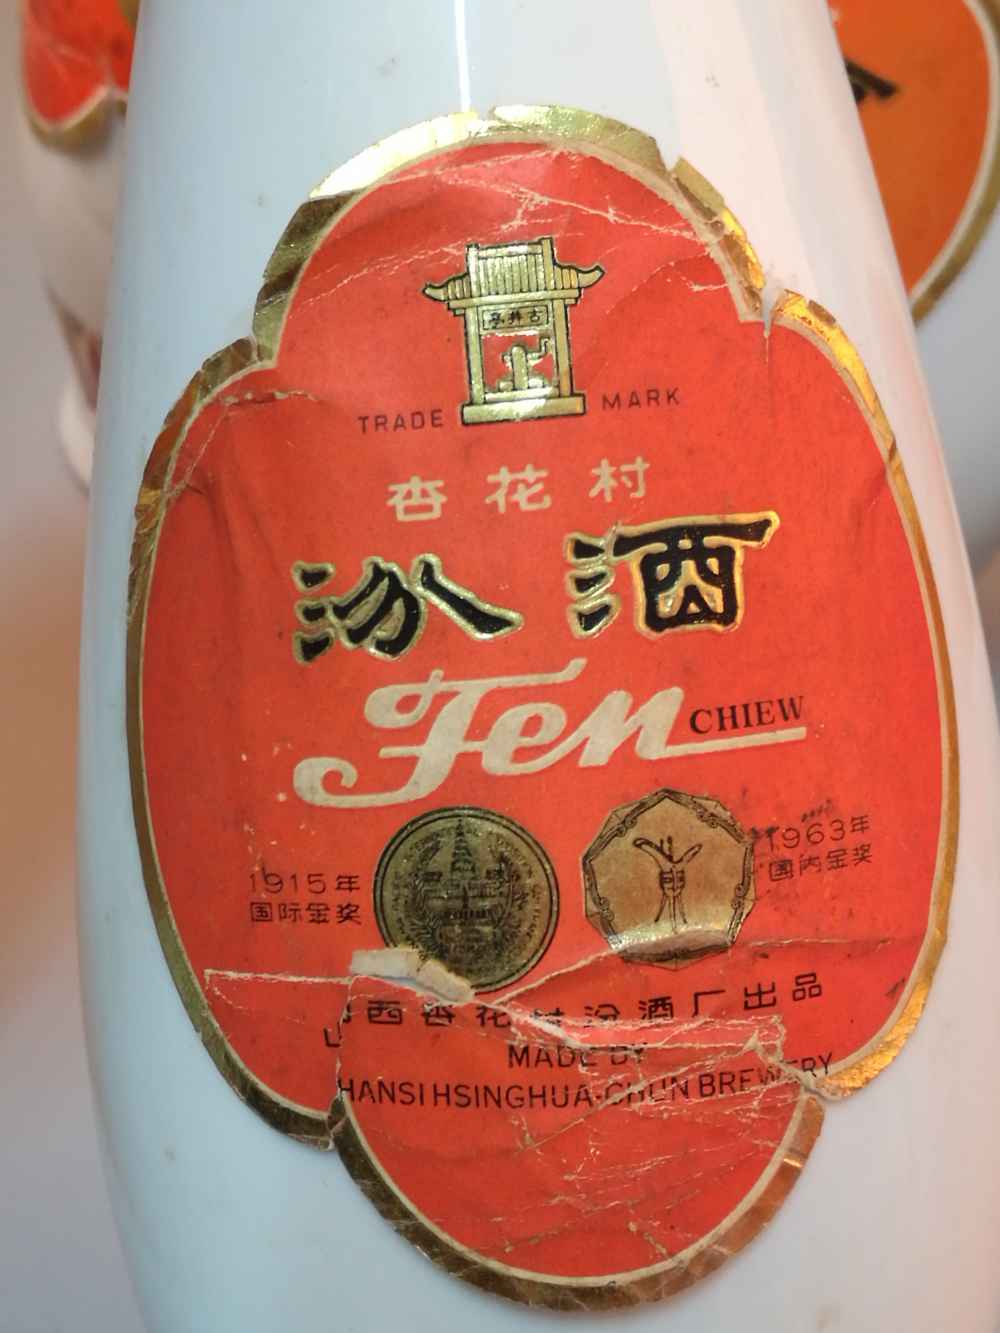 古井亭
TRADE MARK
杏花村
汾酒
Fen CHIEW
1915年
国际金奖
1963年
国内金奖
山西杏花村汾酒厂出品
MADE BY
HANSI HSINGHUA-CHUN BREWERY